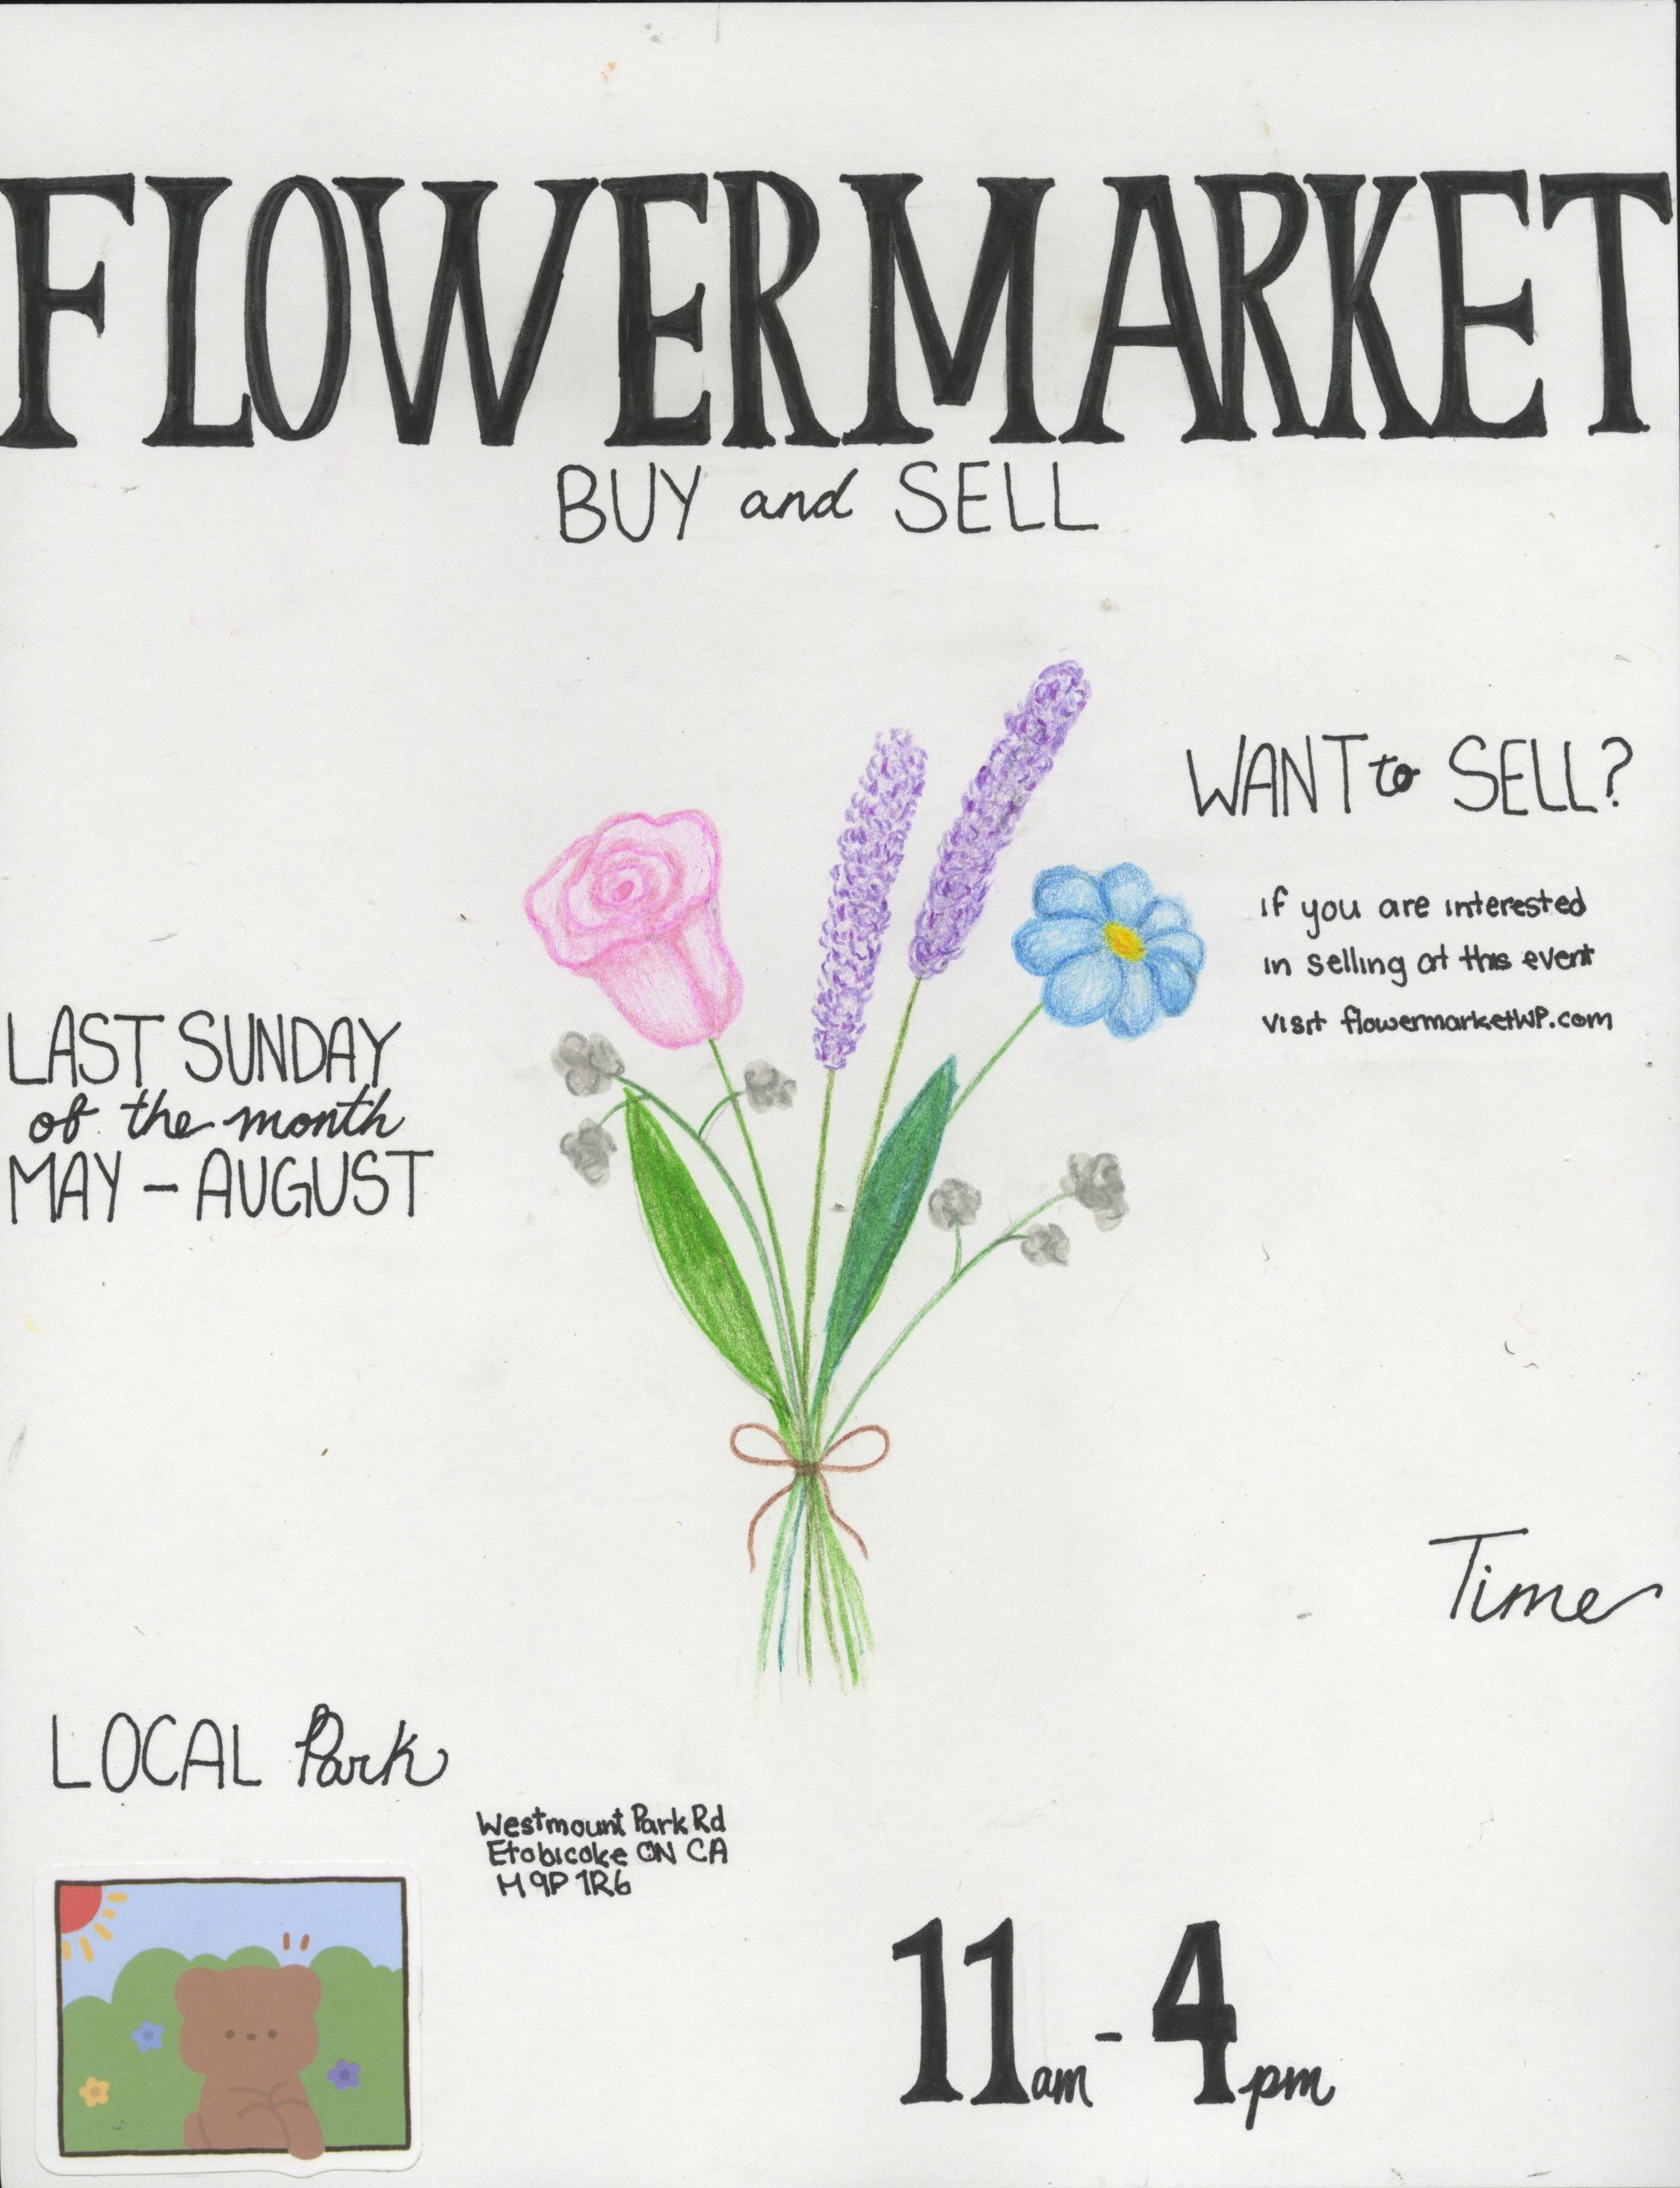 FLOWERMARKET
BUY and SELL
WANT to SELL?
if you are interested
in selling at this event
visit flowermarketWP.com
LAST SUNDAY
of the month
MAY - AUGUST
Time
LOCAL Park
Westmount Park Rd
Etobicoke ON CA
M9P 1R6
11am - 4pm